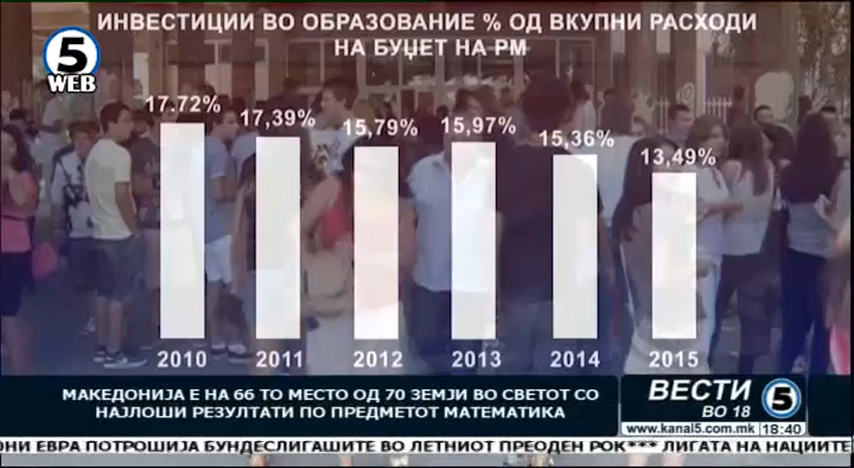 ИНВЕСТИЦИИ ВО ОБРАЗОВАНИЕ % ОД ВКУПНИ РАСХОДИ
НА БУЏЕТ НА РМ
5
WEB
17.72%
17,39%
15,79%
15,97%
15,36%
13,49%
2010
2011
2012
2013
2014
2015
МАКЕДОНИЈА Е НА 66 ТО МЕСТО ОД 70 ЗЕМЈИ ВО СВЕТОТ СО
НАЈЛОШИ РЕЗУЛТАТИ ПО ПРЕДМЕТОТ МАТЕМАТИКА
ВЕСТИ
ВО 18
5
www.kanal5.com.mk
18:40
ОНИ ЕВРА ПОТРОШИЈА БУНДЕСЛИГАШИТЕ ВО ЛЕТНИОТ ПРЕОДЕН РОК*** ЛИГАТА НА НАЦИИТЕ